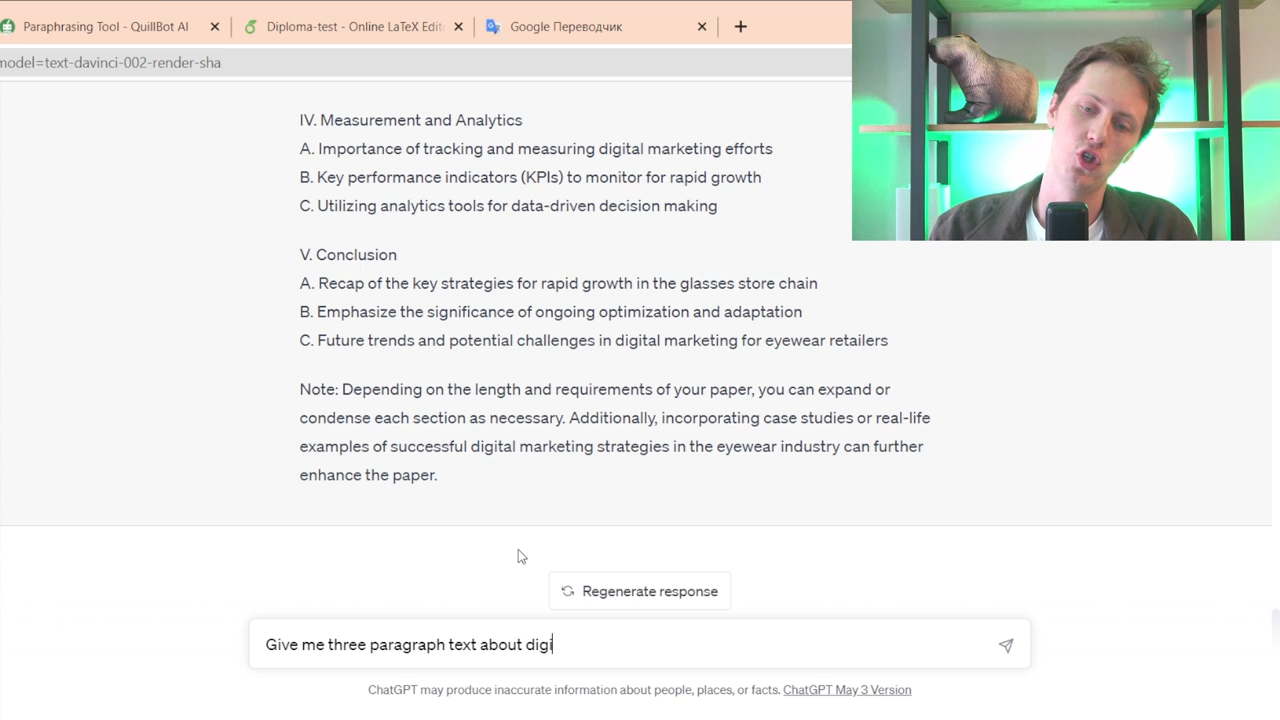 Paraphrasing Tool - QuillBot AI
Diploma-test - Online LaTeX Edit
Google Переводчик
model=text-davinci-002-render-sha
IV. Measurement and Analytics
A. Importance of tracking and measuring digital marketing efforts
B. Key performance indicators (KPIs) to monitor for rapid growth
C. Utilizing analytics tools for data-driven decision making
V. Conclusion
A. Recap of the key strategies for rapid growth in the glasses store chain
B. Emphasize the significance of ongoing optimization and adaptation
C. Future trends and potential challenges in digital marketing for eyewear retailers
Note: Depending on the length and requirements of your paper, you can expand or
condense each section as necessary. Additionally, incorporating case studies or real-life
examples of successful digital marketing strategies in the eyewear industry can further
enhance the paper.
Regenerate response
Give me three paragraph text about digi
ChatGPT may produce inaccurate information about people, places, or facts. ChatGPT May 3 Version